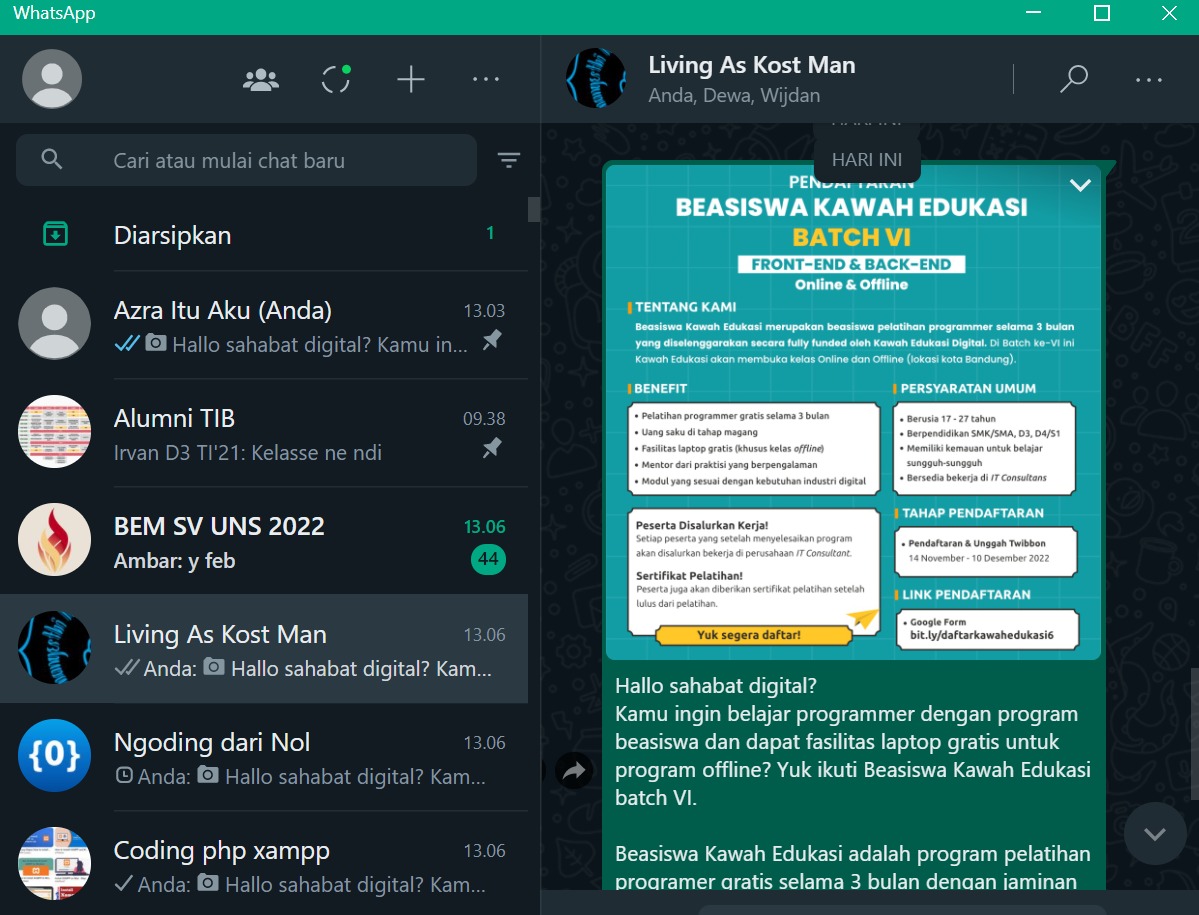 WhatsApp
Cari atau mulai chat baru
Diarsipkan
1
Azra Itu Aku (Anda)
13.03
Hallo sahabat digital? Kamu in...
Alumni TIB
09.38
Irvan D3 TI'21: Kelasse ne ndi
BEM SV UNS 2022
13.06
Ambar: y feb
44
Living As Kost Man
13.06
Anda: Hallo sahabat digital? Kam...
{0}
Ngoding dari Nol
13.06
Anda: Hallo sahabat digital? Kam...
Coding php xampp
13.06
Anda: Hallo sahabat digital? Kam...
Living As Kost Man
Anda, Dewa, Wijdan
HARI INI
PENDAFTARAN
BEASISWA KAWAH EDUKASI
BATCH VI
FRONT-END & BACK-END
Online & Offline
TENTANG KAMI
Beasiswa Kawah Edukasi merupakan beasiswa pelatihan programmer selama 3 bulan
yang diselenggarakan secara fully funded oleh Kawah Edukasi Digital. Di Batch ke-VI ini
Kawah Edukasi akan membuka kelas Online dan Offline (lokasi kota Bandung).
BENEFIT
• Pelatihan programmer gratis selama 3 bulan
• Uang saku di tahap magang
• Fasilitas laptop gratis (khusus kelas offline)
• Mentor dari praktisi yang berpengalaman
• Modul yang sesuai dengan kebutuhan industri digital
PERSYARATAN UMUM
• Berusia 17 - 27 tahun
• Berpendidikan SMK/SMA, D3, D4/S1
• Memiliki kemauan untuk belajar
sungguh-sungguh
• Bersedia bekerja di IT Consultans
Peserta Disalurkan Kerja!
Setiap peserta yang setelah menyelesaikan program
akan disalurkan bekerja di perusahaan IT Consultant.
Sertifikat Pelatihan!
Peserta juga akan diberikan sertifikat pelatihan setelah
lulus dari pelatihan.
Yuk segera daftar!
TAHAP PENDAFTARAN
• Pendaftaran & Unggah Twibbon
14 November - 10 Desember 2022
LINK PENDAFTARAN
• Google Form
bit.ly/daftarkawahedukasi6
Hallo sahabat digital?
Kamu ingin belajar programmer dengan program
beasiswa dan dapat fasilitas laptop gratis untuk
program offline? Yuk ikuti Beasiswa Kawah Edukasi
batch VI.
Beasiswa Kawah Edukasi adalah program pelatihan
programer gratis selama 3 bulan dengan jaminan